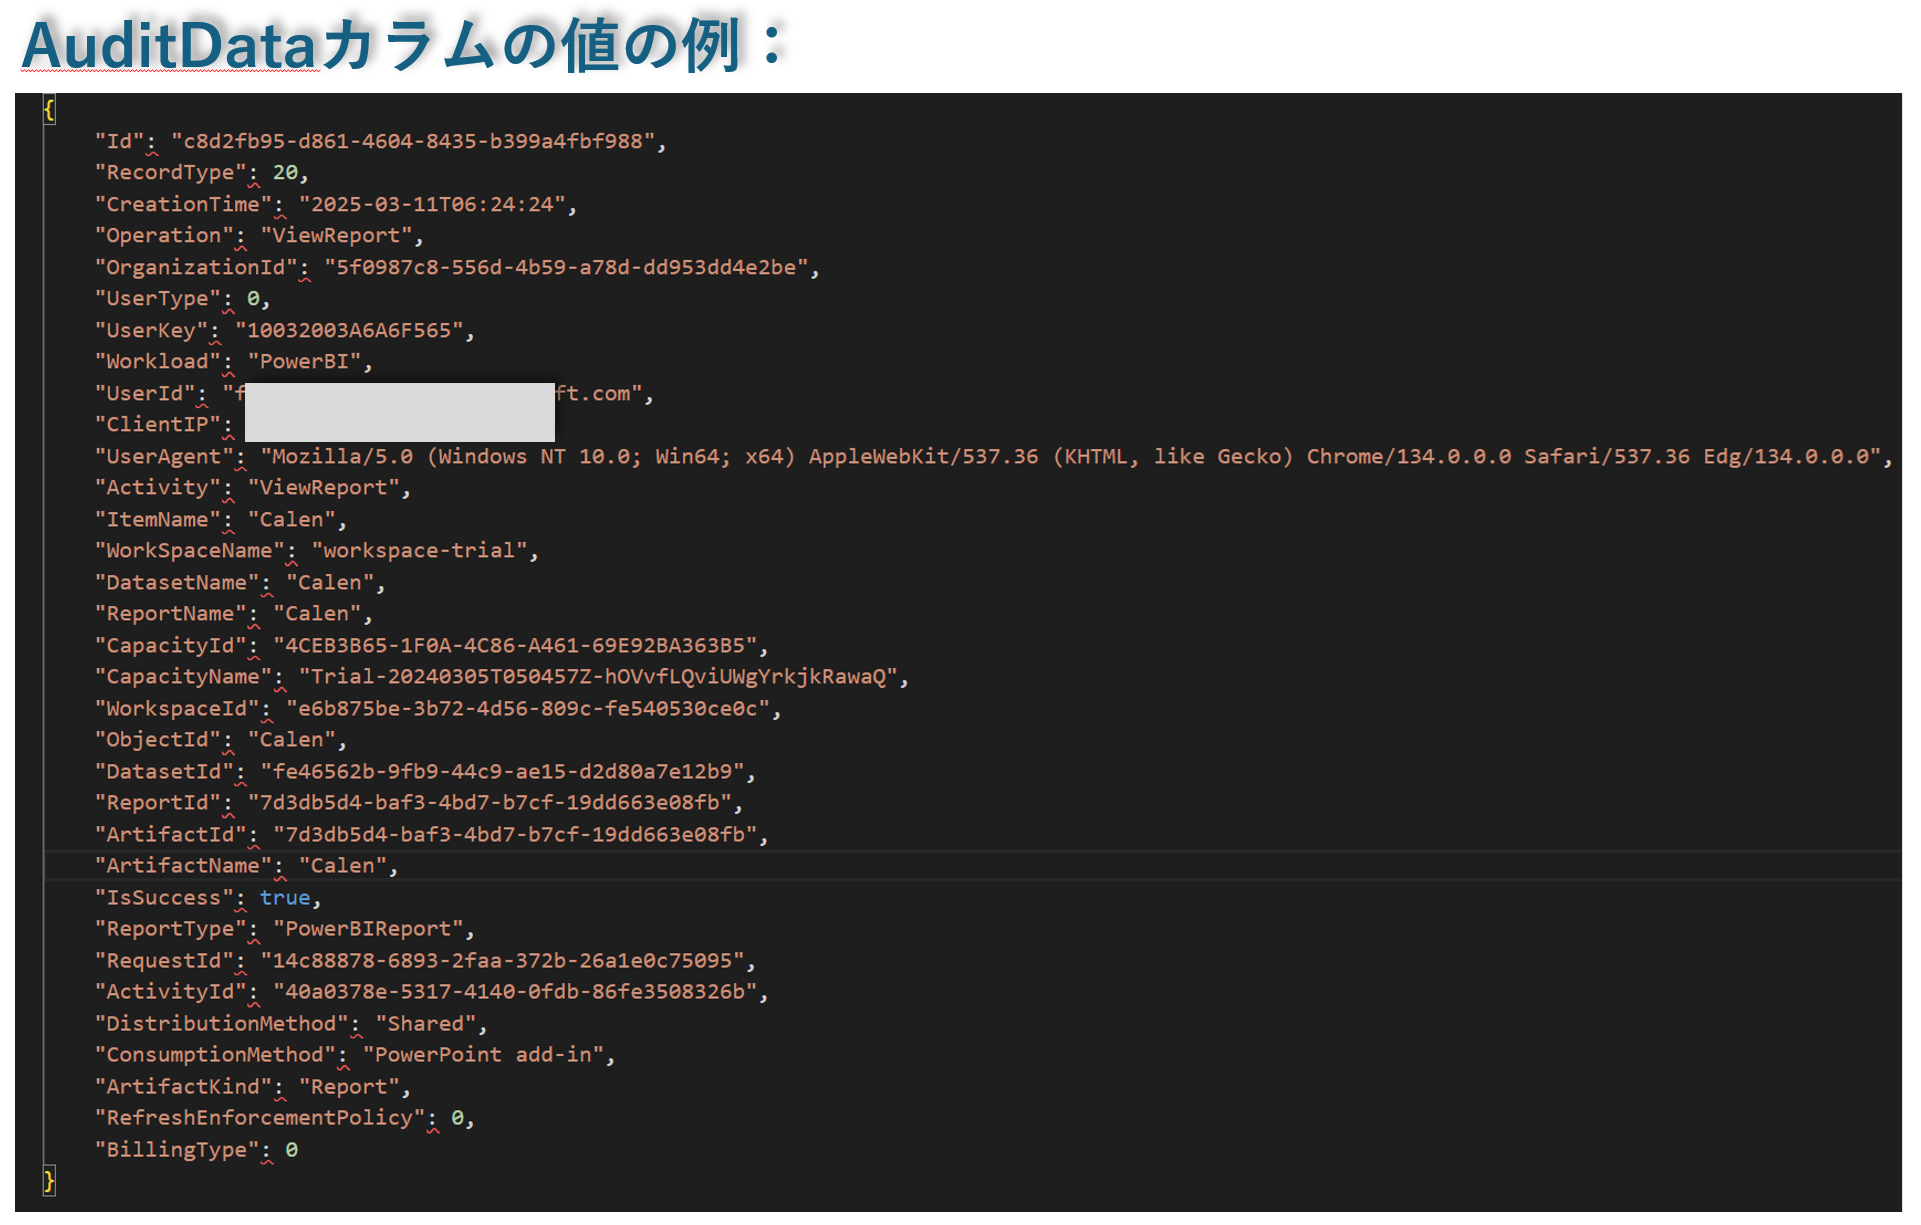 AuditDataカラムの値の例：
{
"Id": "c8d2fb95-d861-4604-8435-b399a4fbf988",
"RecordType": 20,
"CreationTime": "2025-03-11T06:24:24",
"Operation": "ViewReport",
"OrganizationId": "5f0987c8-556d-4b59-a78d-dd953dd4e2be",
"UserType": 0,
"UserKey": "10032003A6A6F565",
"Workload": "PowerBI",
"UserId": "f ft.com",
"ClientIP":
"UserAgent": "Mozilla/5.0 (Windows NT 10.0; Win64; x64) AppleWebKit/537.36 (KHTML, like Gecko) Chrome/134.0.0.0 Safari/537.36 Edg/134.0.0.0",
"Activity": "ViewReport",
"ItemName": "Calen",
"WorkSpaceName": "workspace-trial",
"DatasetName": "Calen",
"ReportName": "Calen",
"CapacityId": "4CEB3B65-1F0A-4C86-A461-69E92BA363B5",
"CapacityName": "Trial-20240305T050457Z-hOVvfLQviUWgYrkjkRawaQ",
"WorkspaceId": "e6b875be-3b72-4d56-809c-fe540530ce0c",
"ObjectId": "Calen",
"DatasetId": "fe46562b-9fb9-44c9-ae15-d2d80a7e12b9",
"ReportId": "7d3db5d4-baf3-4bd7-b7cf-19dd663e08fb",
"ArtifactId": "7d3db5d4-baf3-4bd7-b7cf-19dd663e08fb",
"ArtifactName": "Calen",
"IsSuccess": true,
"ReportType": "PowerBIReport",
"RequestId": "14c88878-6893-2faa-372b-26a1e0c75095",
"ActivityId": "40a0378e-5317-4140-0fdb-86fe3508326b",
"DistributionMethod": "Shared",
"ConsumptionMethod": "PowerPoint add-in",
"ArtifactKind": "Report",
"RefreshEnforcementPolicy": 0,
"BillingType": 0
}